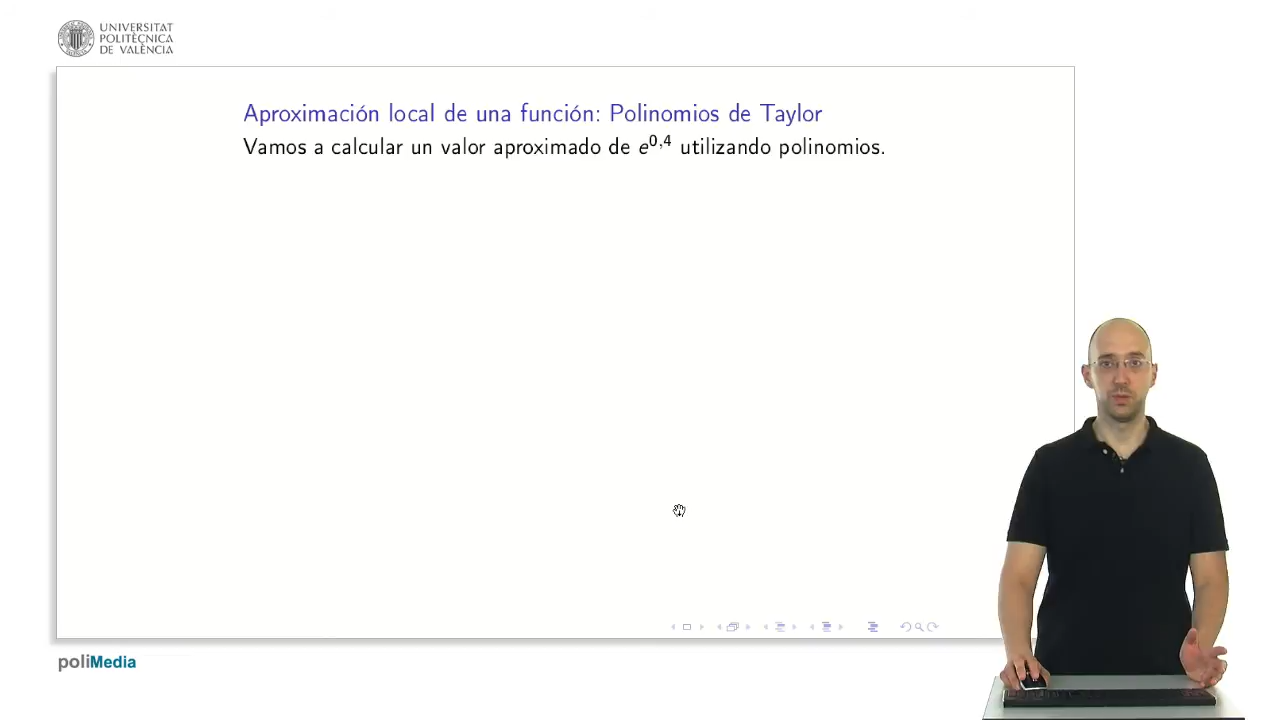 UNIVERSITAT
POLITÈCNICA
DE VALÈNCIA
Aproximación local de una función: Polinomios de Taylor
Vamos a calcular un valor aproximado de e^0,4 utilizando polinomios.
poliMedia